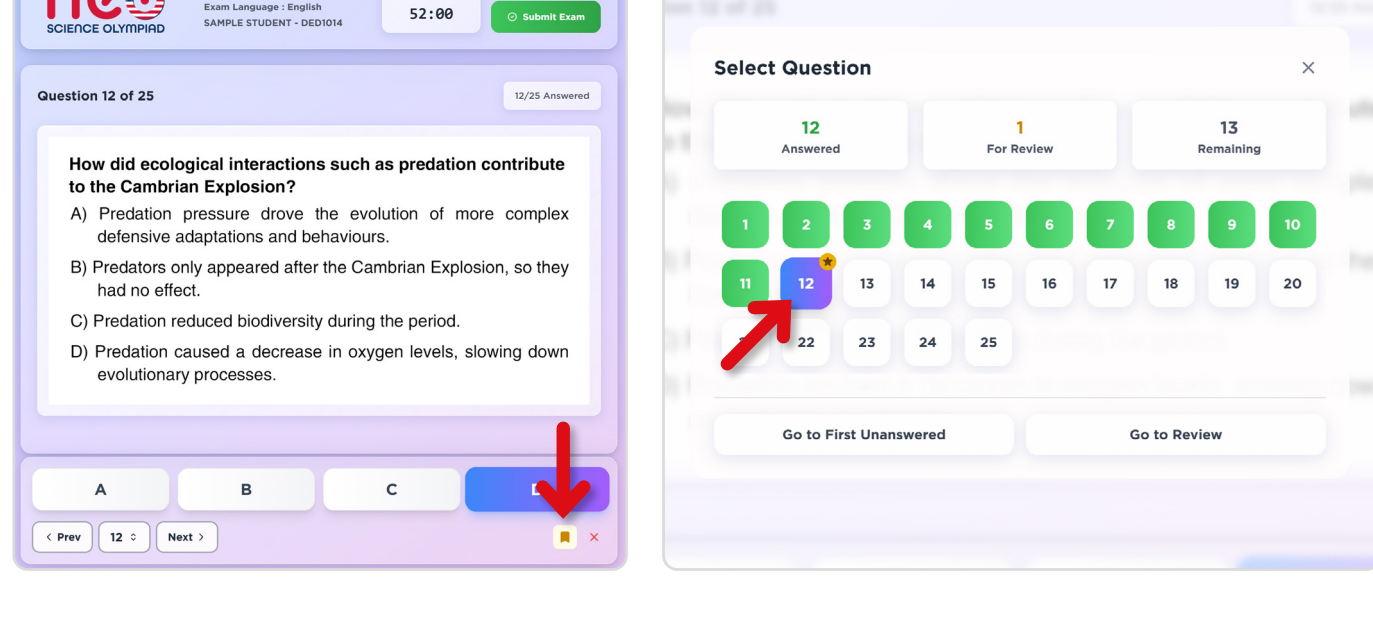 neo
SCIENCE OLYMPIAD
Exam Language : English
SAMPLE STUDENT - DED1014
52:00
Submit Exam
Question 12 of 25
12/25 Answered
How did ecological interactions such as predation contribute
to the Cambrian Explosion?
A) Predation pressure drove the evolution of more complex
defensive adaptations and behaviours.
B) Predators only appeared after the Cambrian Explosion, so they
had no effect.
C) Predation reduced biodiversity during the period.
D) Predation caused a decrease in oxygen levels, slowing down
evolutionary processes.
A B C D
< Prev 12 Next >
Select Question
12 1 13
Answered For Review Remaining
1 2 3 4 5 6 7 8 9 10
11 12 13 14 15 16 17 18 19 20
22 23 24 25
Go to First Unanswered Go to Review